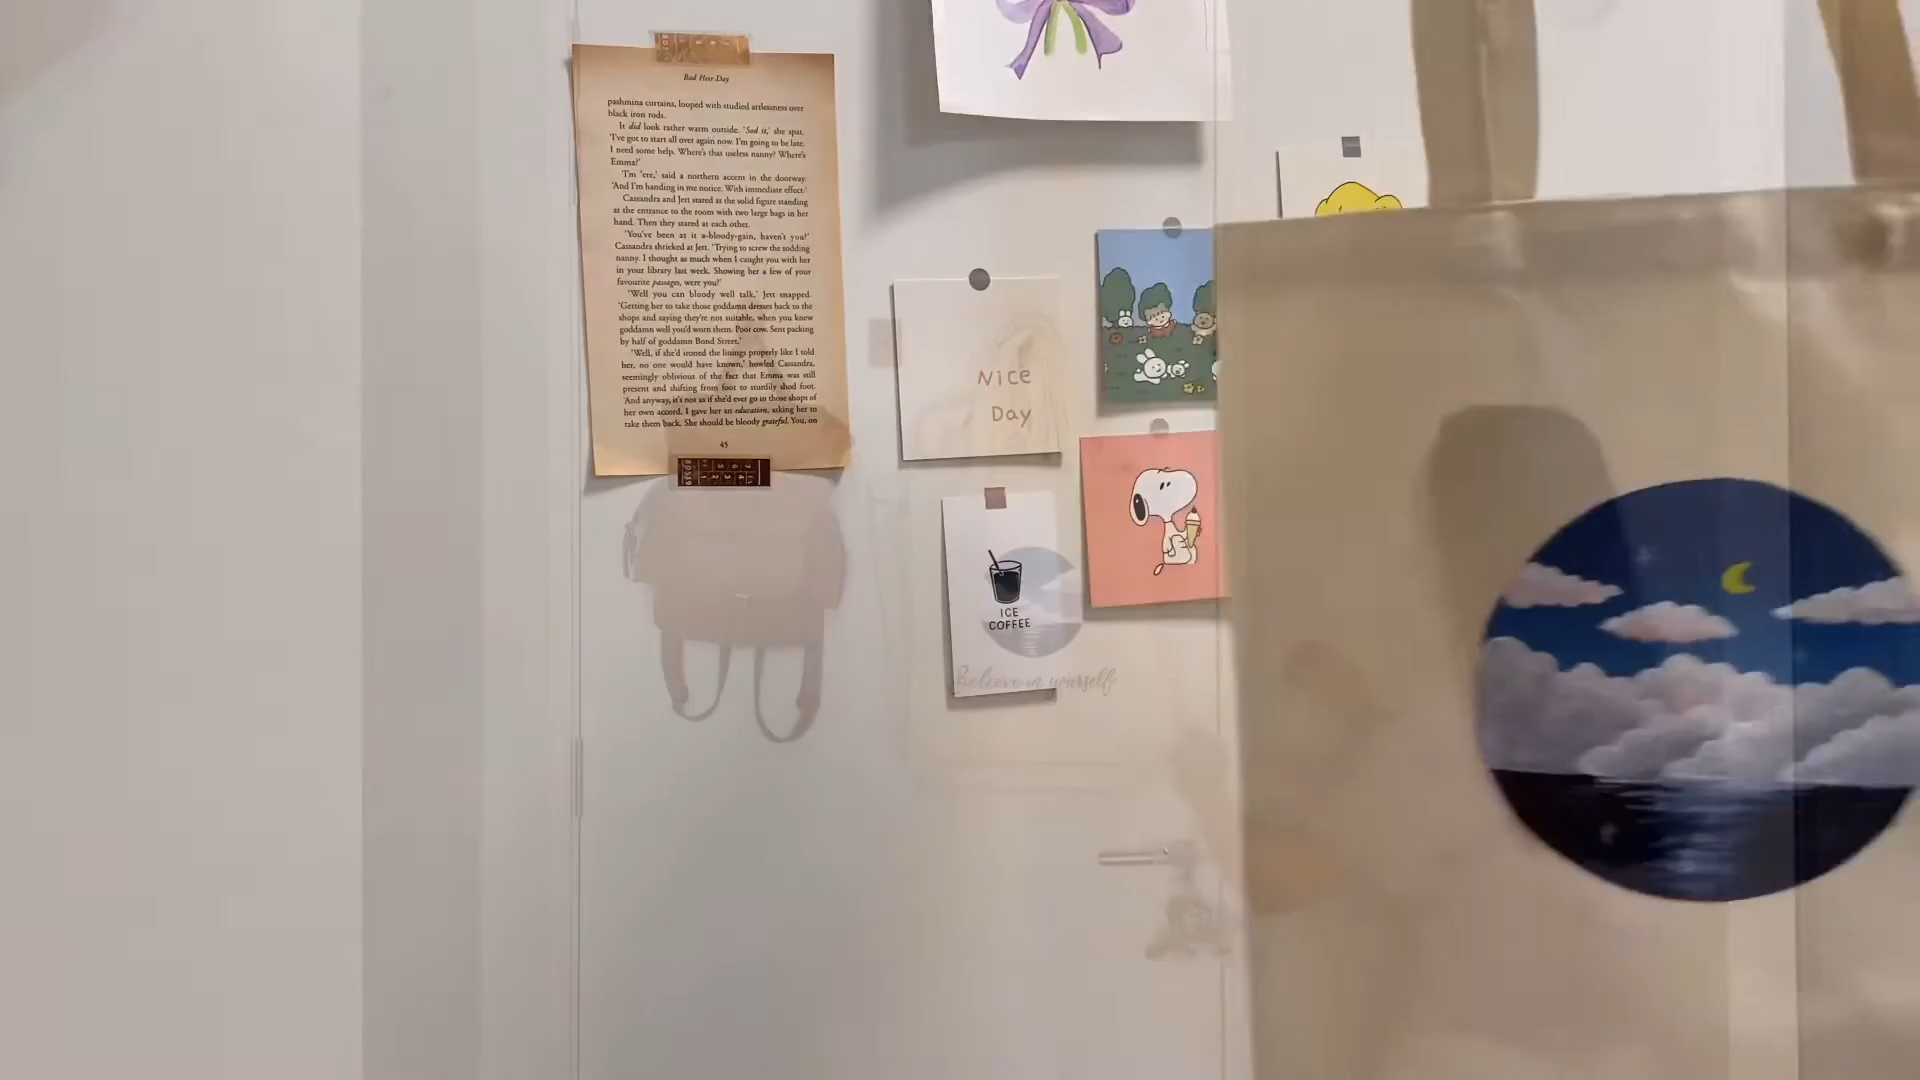 Bad Heir Day
pashmina curtains, looped with studied artlessness over
black iron rods.
It did look rather warm outside. 'Sod it,' she spat.
'I've got to start all over again now. I'm going to be late.
I need some help. Where's that useless nanny? Where's
Emma?'
'I'm 'ere,' said a northern accent in the doorway.
'And I'm handing in me notice. With immediate effect.'
Cassandra and Jett stared at the solid figure standing
at the entrance to the room with two large bags in her
hand. Then they stared at each other.
'You've been at it a-bloody-gain, haven't you?'
Cassandra shrieked at Jett. 'Trying to screw the sodding
nanny. I thought as much when I caught you with her
in your library last week. Showing her a few of your
favourite passages, were you?'
'Well you can bloody well talk,' Jett snapped.
'Getting her to take those goddamn dresses back to the
shops and saying they're not suitable, when you knew
goddamn well you'd worn them. Poor cow. Sent packing
by half of goddamn Bond Street.'
'Well, if she'd ironed the linings properly like I told
her, no one would have known,' howled Cassandra,
seemingly oblivious of the fact that Emma was still
present and shifting from foot to sturdily shod foot.
'And anyway, it's not as if she'd ever go in those shops of
her own accord. I gave her an education, asking her to
take them back. She should be bloody grateful. You, on
45
Nice
Day
ICE
COFFEE
in yourself